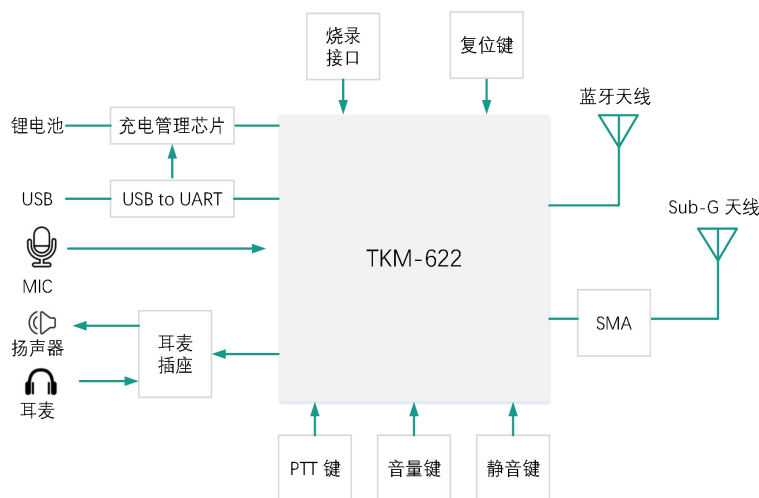 烧录
接口
复位键
蓝牙天线
锂电池
充电管理芯片
USB
USB to UART
Sub-G 天线
MIC
TKM-622
扬声器
耳麦
插座
SMA
耳麦
PTT 键
音量键
静音键